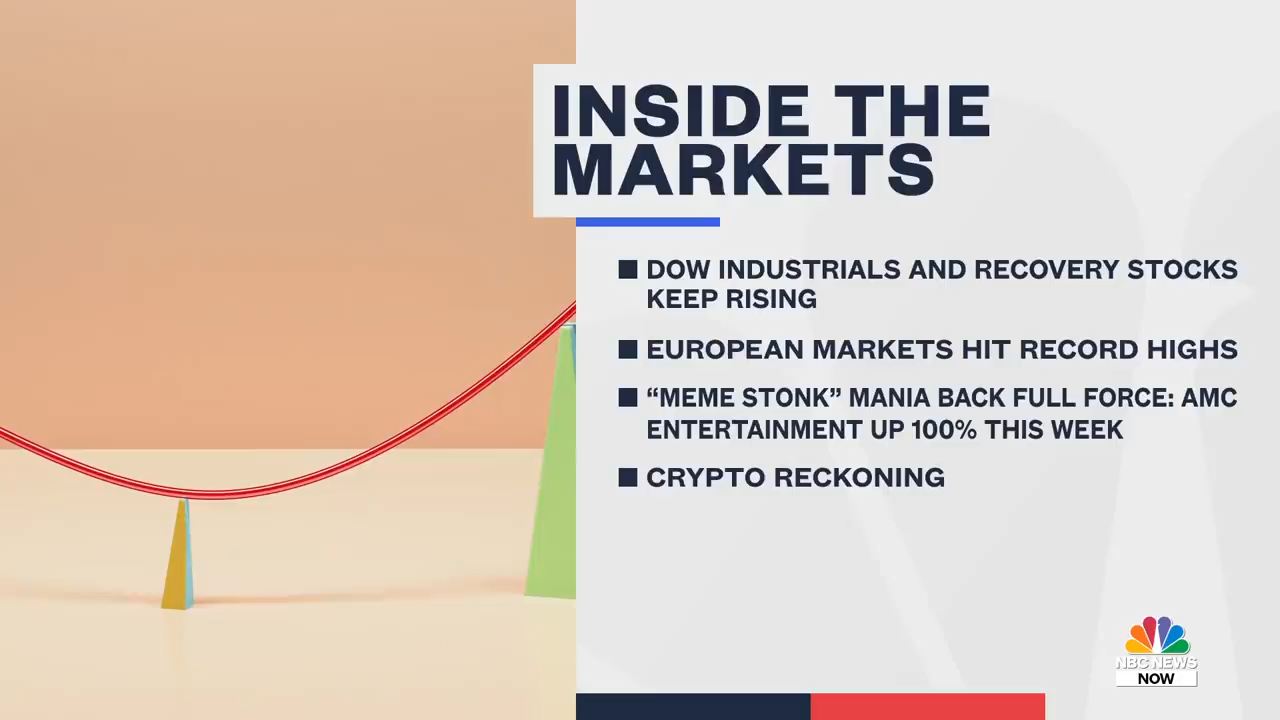 INSIDE THE
MARKETS
■ DOW INDUSTRIALS AND RECOVERY STOCKS
KEEP RISING
■ EUROPEAN MARKETS HIT RECORD HIGHS
■ “MEME STONK” MANIA BACK FULL FORCE: AMC
ENTERTAINMENT UP 100% THIS WEEK
■ CRYPTO RECKONING
NBC NEWS
NOW